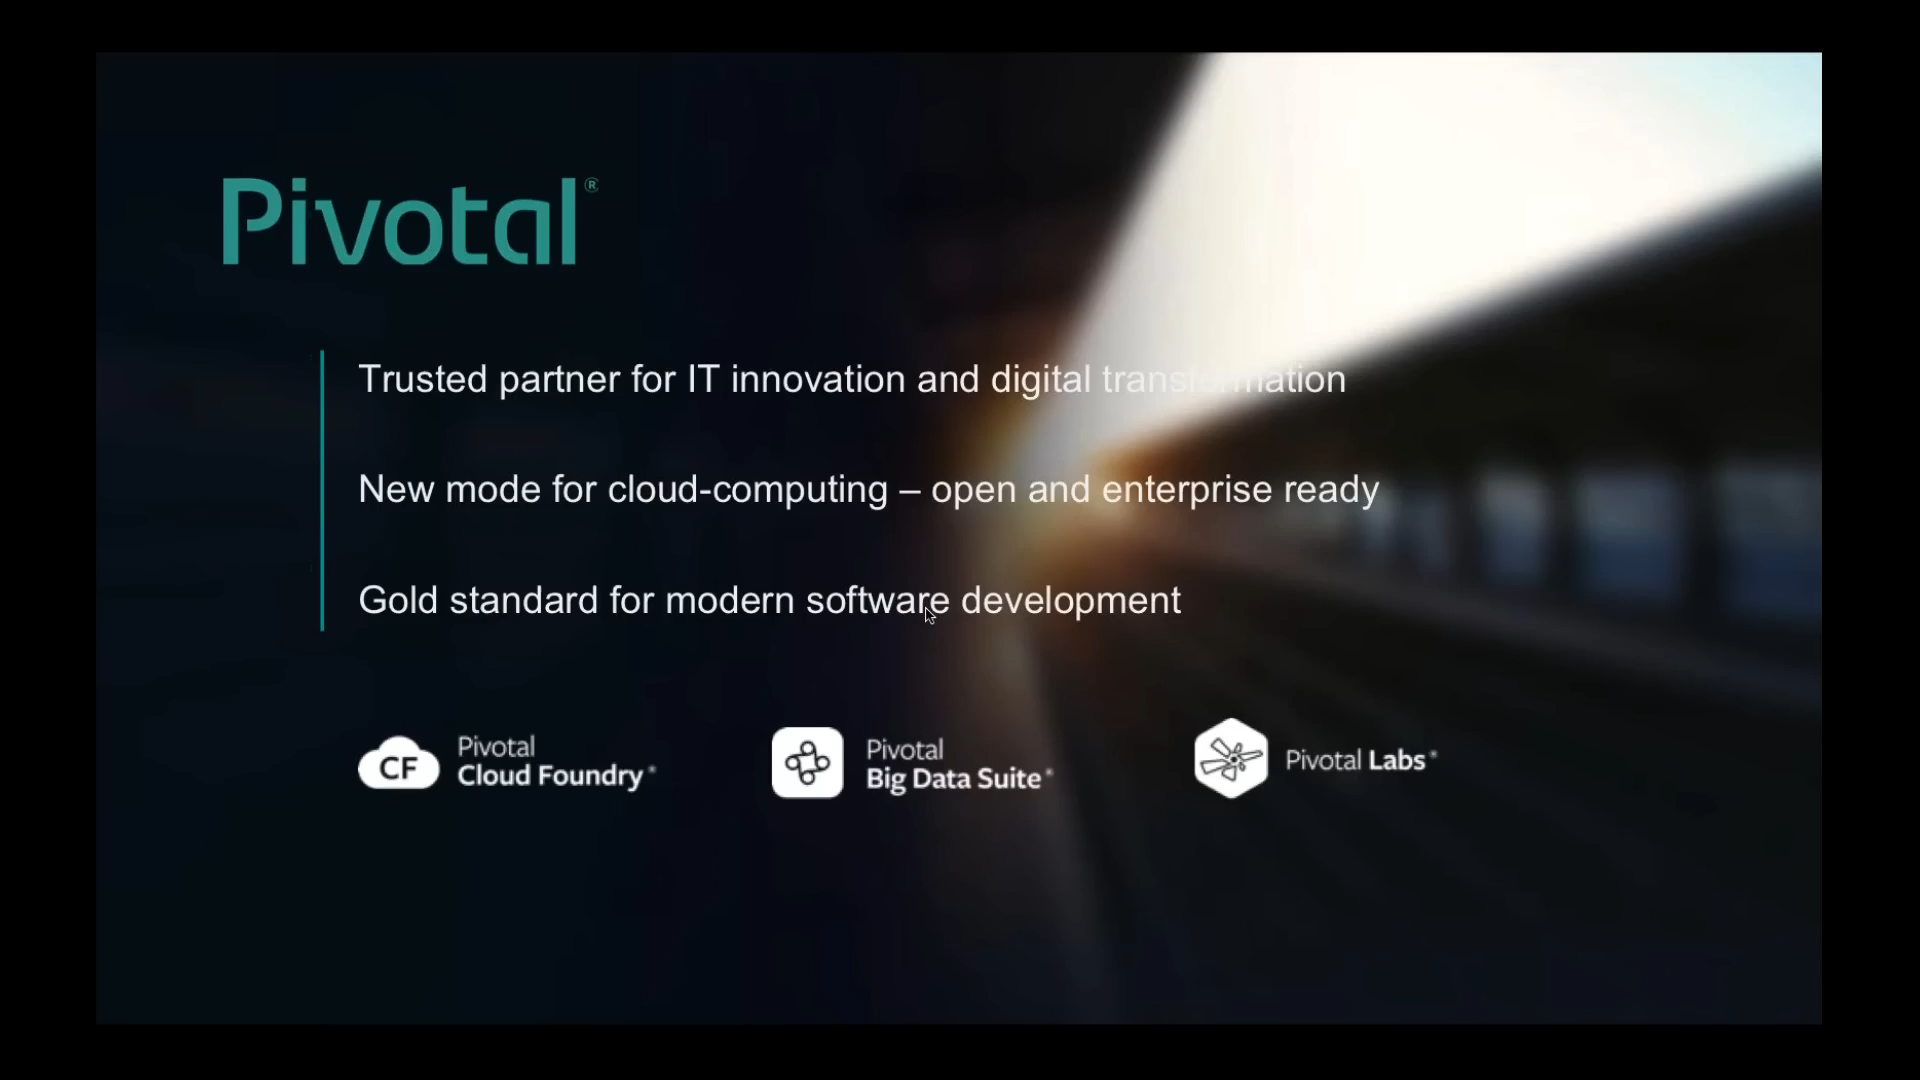 Pivotal®
Trusted partner for IT innovation and digital transformation
New mode for cloud-computing – open and enterprise ready
Gold standard for modern software development
CF
Pivotal
Cloud Foundry®
Pivotal
Big Data Suite®
Pivotal Labs®